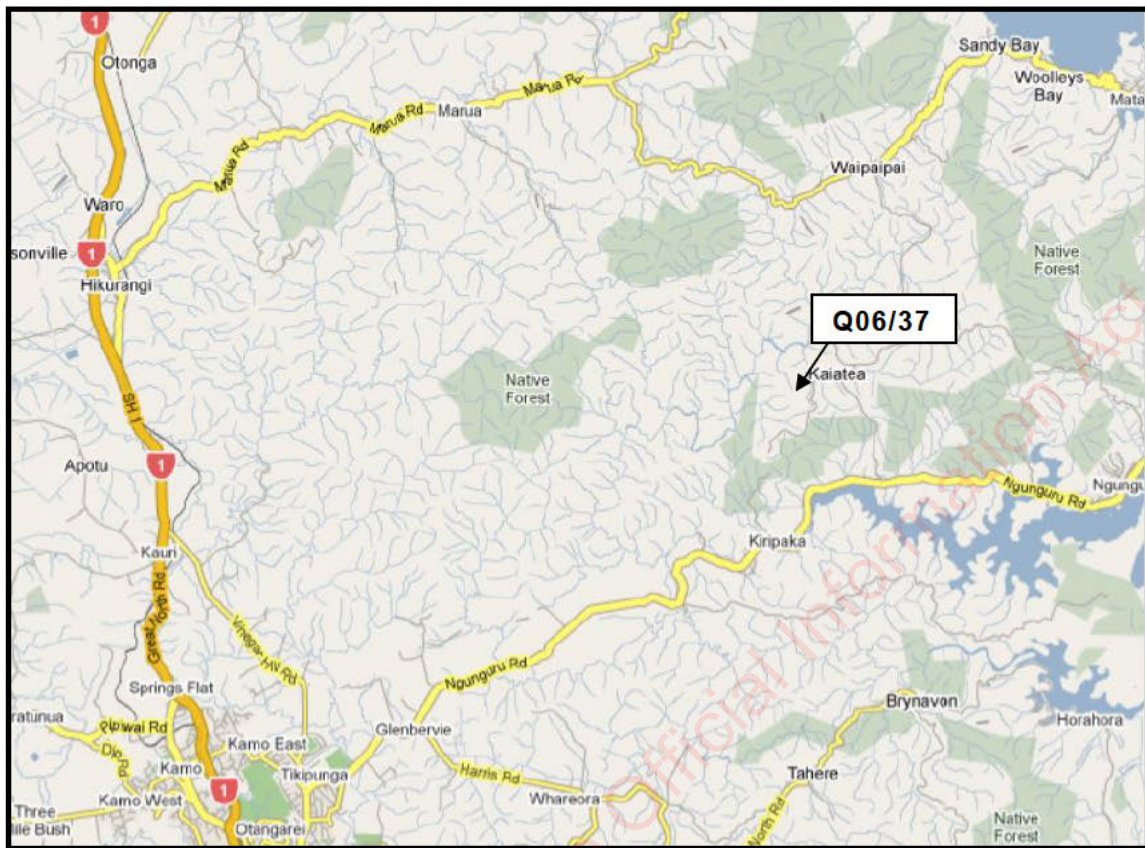 1
Otonga
Sandy Bay
Woolleys
Bay
Mata
Marua Rd
Marua
Marua Rd
Marua Rd
Waipaipai
Waro
sonville
1
Hikurangi
Native
Forest
Q06/37
Kaiatea
Native
Forest
SH 1
Apotu
1
Ngunguru Rd
Ngungu
Kiripaka
Kauri
Great North Rd
Vinegar Hill Rd
Ngunguru Rd
Springs Flat
Brynavon
Horahora
ratunua
Pipiwai Rd
Dip Rd
Glenbervie
Kamo East
Kamo
Tikipunga
Harris Rd
Tahere
Kamo West
1
Whareora
Three
ile Bush
Otangarei
North Rd
Native
Forest
Official Information Act